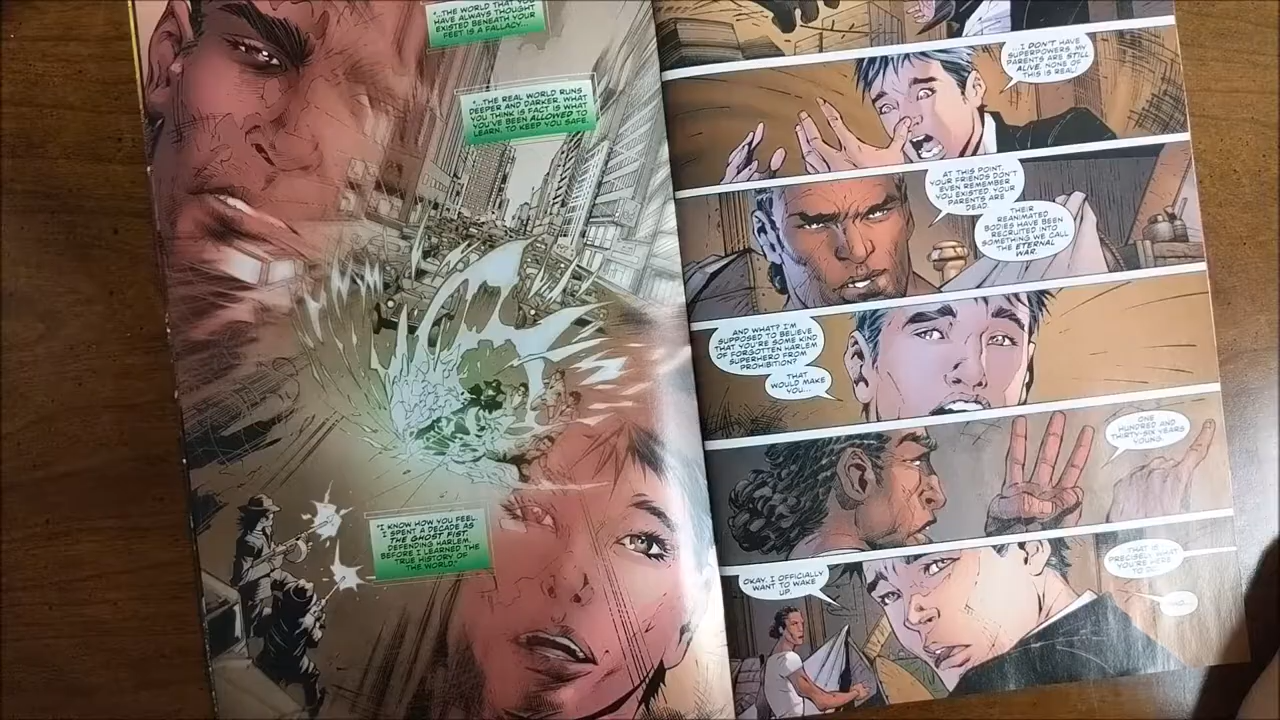 "...THE WORLD THAT YOU
HAVE ALWAYS THOUGHT
EXISTED BENEATH YOUR
FEET IS A FALLACY...
"...THE REAL WORLD RUNS
DEEPER AND DARKER. WHAT
YOU THINK IS FACT IS WHAT
YOU'VE BEEN ALLOWED TO
LEARN, TO KEEP YOU SAFE.
"I KNOW HOW YOU FEEL.
I SPENT A DECADE AS
THE GHOST FIST,
DEFENDING HARLEM,
BEFORE I LEARNED THE
TRUE HISTORY OF
THE WORLD."
...I DON'T HAVE
SUPERPOWERS. MY
PARENTS ARE STILL
ALIVE. NONE OF
THIS IS REAL!
AT THIS POINT,
YOUR FRIENDS DON'T
EVEN REMEMBER
YOU EXISTED. YOUR
PARENTS ARE
DEAD.
THEIR
REANIMATED
BODIES HAVE BEEN
RECRUITED INTO
SOMETHING WE CALL
THE ETERNAL
WAR.
AND WHAT? I'M
SUPPOSED TO BELIEVE
THAT YOU'RE SOME KIND
OF FORGOTTEN HARLEM
SUPERHERO FROM
PROHIBITION?
THAT
WOULD MAKE
YOU...
ONE
HUNDRED AND
THIRTY-SIX YEARS
YOUNG.
OKAY. I OFFICIALLY
WANT TO WAKE
UP.
THAT IS
PRECISELY WHAT
YOU'RE HERE
TO DO.